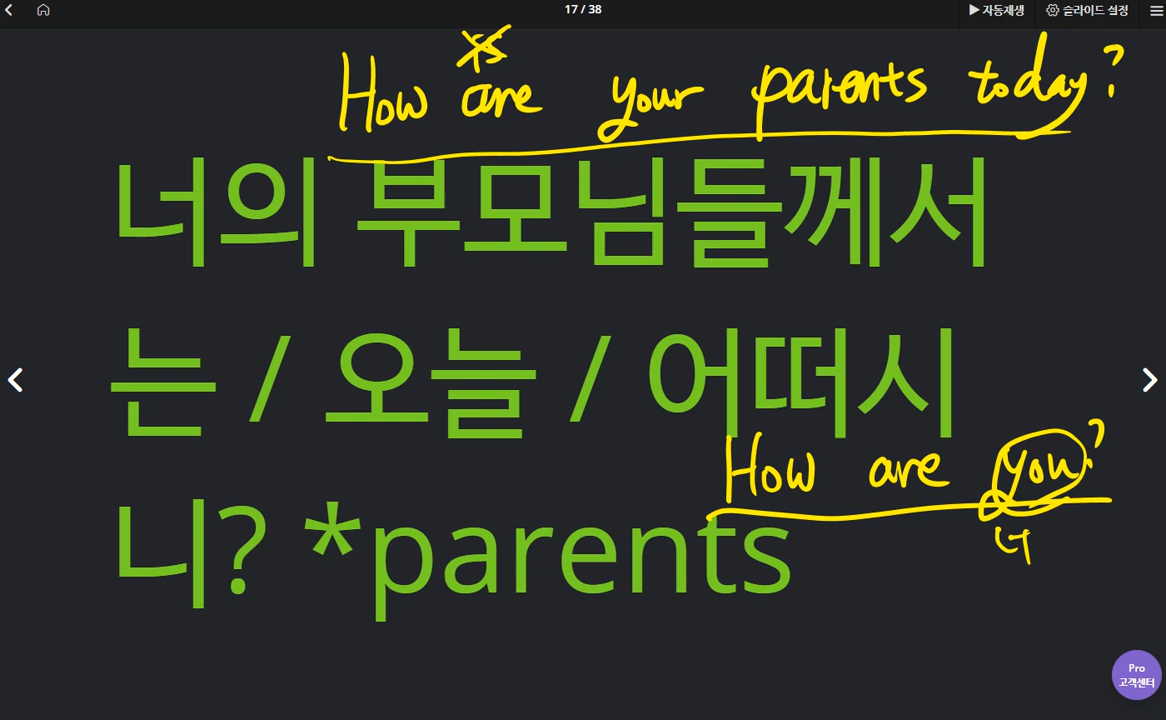 17 / 38
자동재생
슬라이드 설정
is
How are your parents today?
너의 부모님들께서
는 / 오늘 / 어떠시
How are you?
니? *parents
너
Pro
고객센터